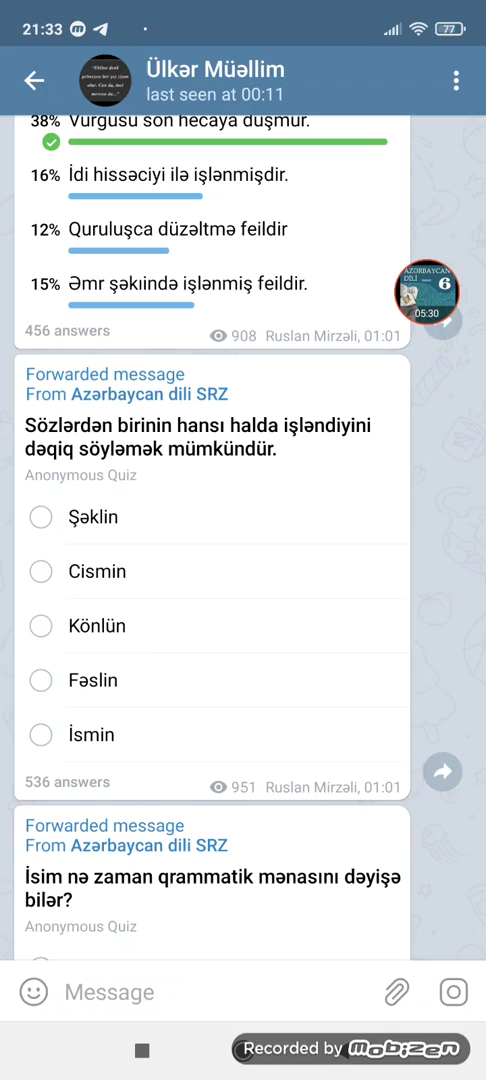 21:33
77
Ülkər Müəllim
last seen at 00:11
38% Vurğusu son hecaya düşmür.
16% İdi hissəciyi ilə işlənmişdir.
12% Quruluşca düzəltmə feildir
15% Əmr şəklində işlənmiş feildir.
AZƏRBAYCAN
DİLİ
6
05:30
456 answers
908 Ruslan Mirzəli, 01:01
Forwarded message
From Azərbaycan dili SRZ
Sözlərdən birinin hansı halda işləndiyini
dəqiq söyləmək mümkündür.
Anonymous Quiz
Şəklin
Cismin
Könlün
Fəslin
İsmin
536 answers
951 Ruslan Mirzəli, 01:01
Forwarded message
From Azərbaycan dili SRZ
İsim nə zaman qrammatik mənasını dəyişə
bilər?
Anonymous Quiz
Message
Recorded by mobizen